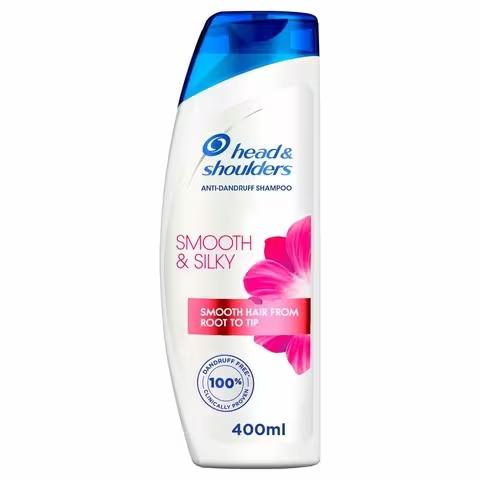 head &
shoulders
ANTI-DANDRUFF SHAMPOO
SMOOTH
& SILKY
SMOOTH HAIR FROM
ROOT TO TIP
DANDRUFF FREE*
100%
CLINICALLY PROVEN
400ml